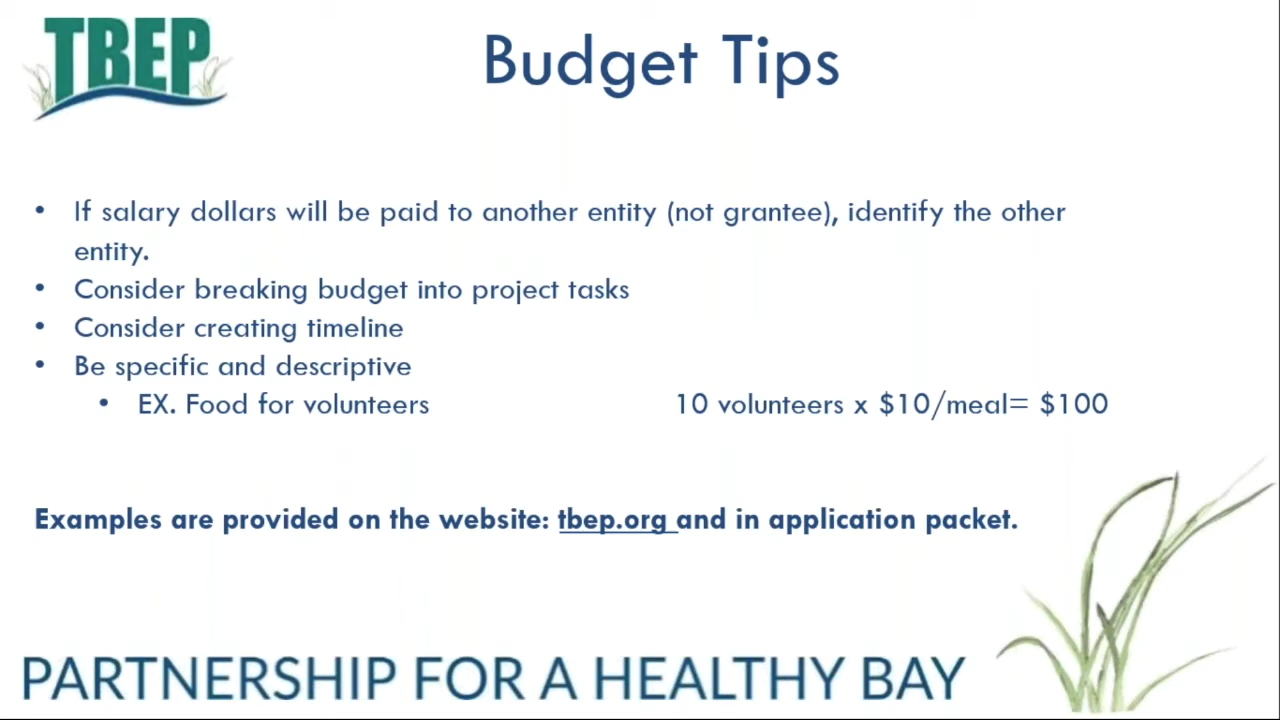 TBEP
Budget Tips
• If salary dollars will be paid to another entity (not grantee), identify the other
entity.
• Consider breaking budget into project tasks
• Consider creating timeline
• Be specific and descriptive
• EX. Food for volunteers 10 volunteers x $10/meal= $100
Examples are provided on the website: tbep.org and in application packet.
PARTNERSHIP FOR A HEALTHY BAY